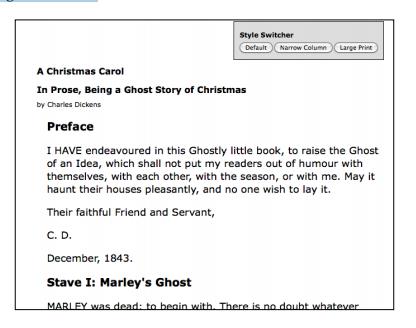 Style Switcher
Default Narrow Column Large Print
A Christmas Carol
In Prose, Being a Ghost Story of Christmas
by Charles Dickens
Preface
I HAVE endeavoured in this Ghostly little book, to raise the Ghost
of an Idea, which shall not put my readers out of humour with
themselves, with each other, with the season, or with me. May it
haunt their houses pleasantly, and no one wish to lay it.
Their faithful Friend and Servant,
C. D.
December, 1843.
Stave I: Marley's Ghost
MARLEY was dead: to begin with. There is no doubt whatever